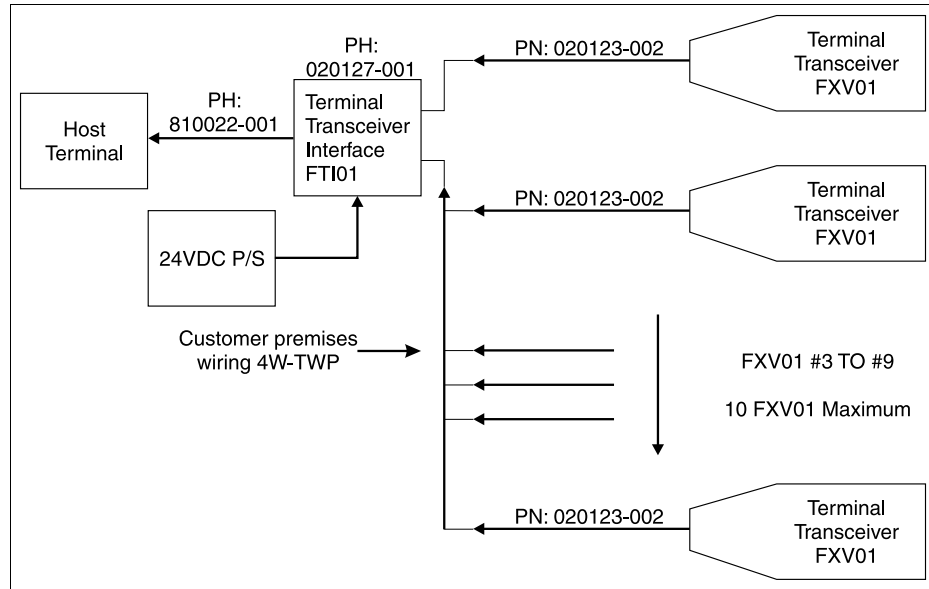 PH:
020127-001
PN: 020123-002
Terminal
Transceiver
FXV01
Host
Terminal
PH:
810022-001
Terminal
Transceiver
Interface
FTI01
PN: 020123-002
Terminal
Transceiver
FXV01
24VDC P/S
Customer premises
wiring 4W-TWP
FXV01 #3 TO #9
10 FXV01 Maximum
PN: 020123-002
Terminal
Transceiver
FXV01